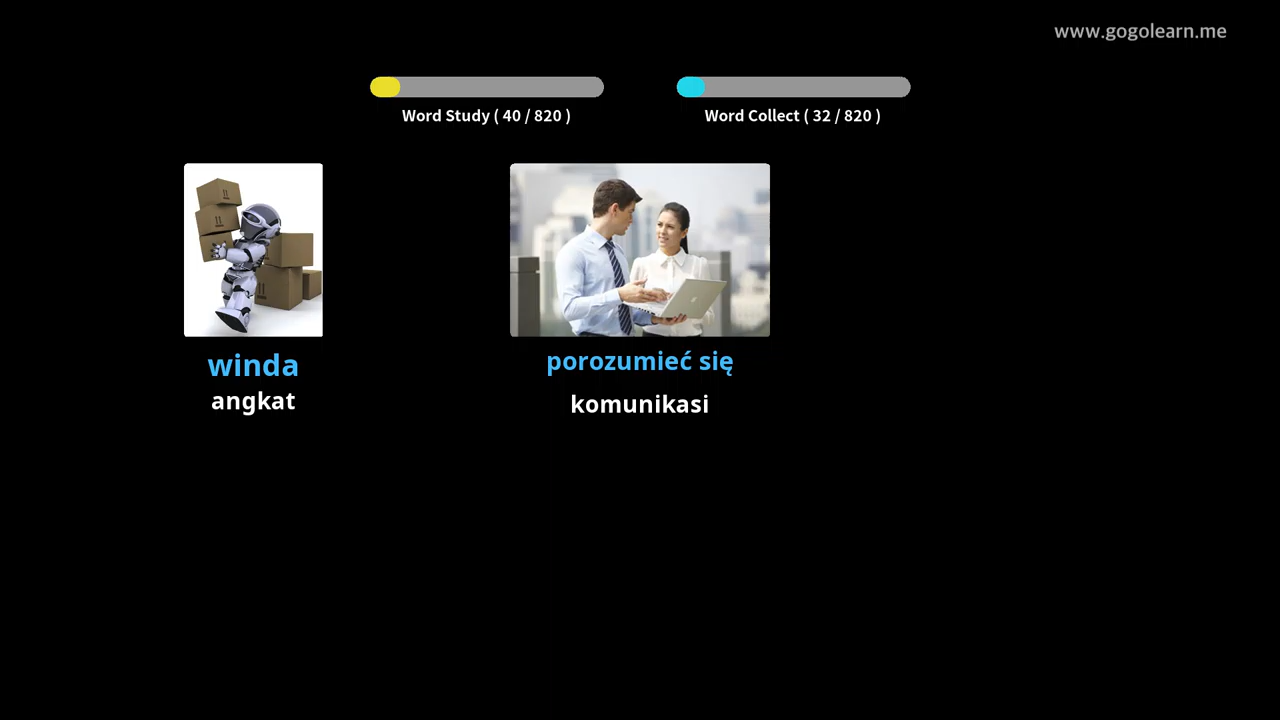 www.gogolearn.me
Word Study ( 40 / 820 )
Word Collect ( 32 / 820 )
winda
angkat
porozumieć się
komunikasi